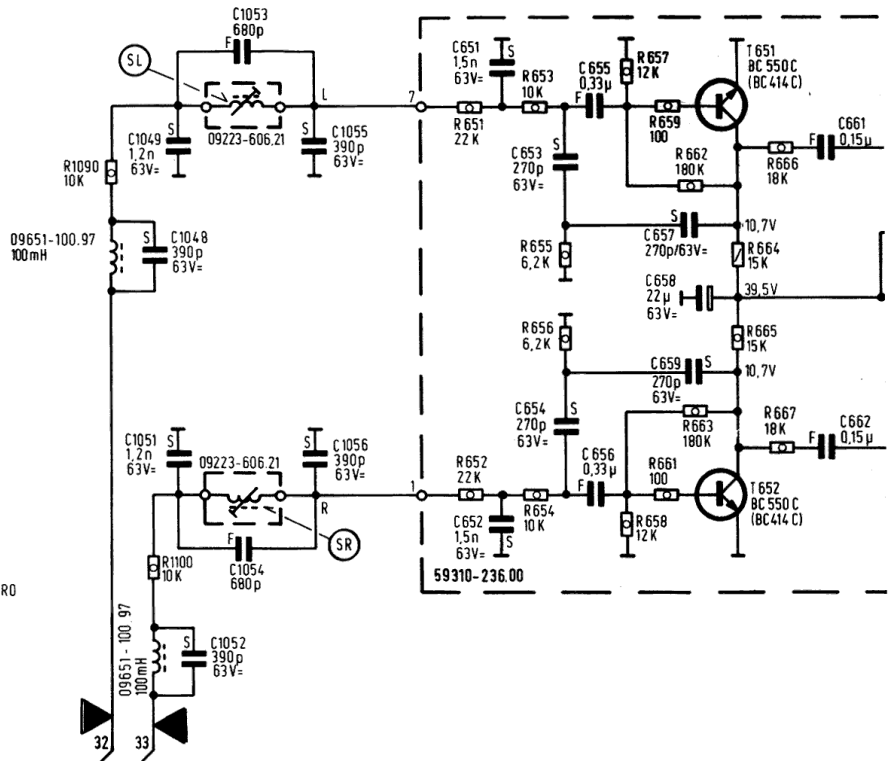 C1053
680p
F
SL
L
S
C1049
1,2n
63V=
09223-606.21
S
C1055
390p
63V=
R1090
10K
09651-100.97
100mH
S
C1048
390p
63V=
7
C651
1,5n
63V=
S
R651
22K
R653
10K
C655
0,33µ
F
R657
12K
R659
100
T651
BC 550C
(BC414C)
C653
270p
63V=
S
R662
180K
R666
18K
F
C661
0,15µ
S
C657
270p/63V=
10,7V
R655
6,2K
R664
15K
C658
22µ
63V=
39,5V
R656
6,2K
R665
15K
C659
270p
63V=
S
10,7V
C654
270p
63V=
S
R663
180K
R667
18K
F
C662
0,15µ
C1051
1,2n
63V=
S
09223-606.21
S
C1056
390p
63V=
1
R
R652
22K
C656
0,33µ
F
R661
100
T652
BC 550C
(BC414C)
C652
1,5n
63V=
S
R654
10K
R658
12K
SR
F
C1054
680p
R1100
10K
59310-236.00
RO
09651-100.97
100mH
S
C1052
390p
63V=
32
33